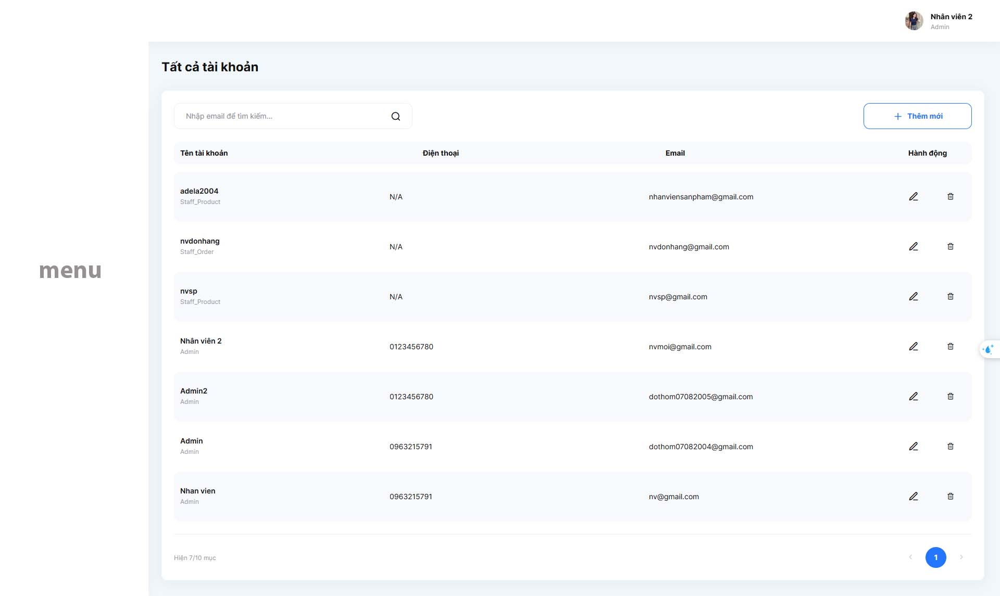 Nhân viên 2
Admin
menu
Tất cả tài khoản
Nhập email để tìm kiếm...
Thêm mới
Tên tài khoản Điện thoại Email Hành động
adela2004
Staff_Product
N/A nhanviensanpham@gmail.com
nvdonhang
Staff_Order
N/A nvdonhang@gmail.com
nvsp
Staff_Product
N/A nvsp@gmail.com
Nhân viên 2
Admin
0123456780 nvmoi@gmail.com
Admin2
Admin
0123456780 dothom07082005@gmail.com
Admin
Admin
0963215791 dothom07082004@gmail.com
Nhan vien
Admin
0963215791 nv@gmail.com
Hiện 7/10 mục
1